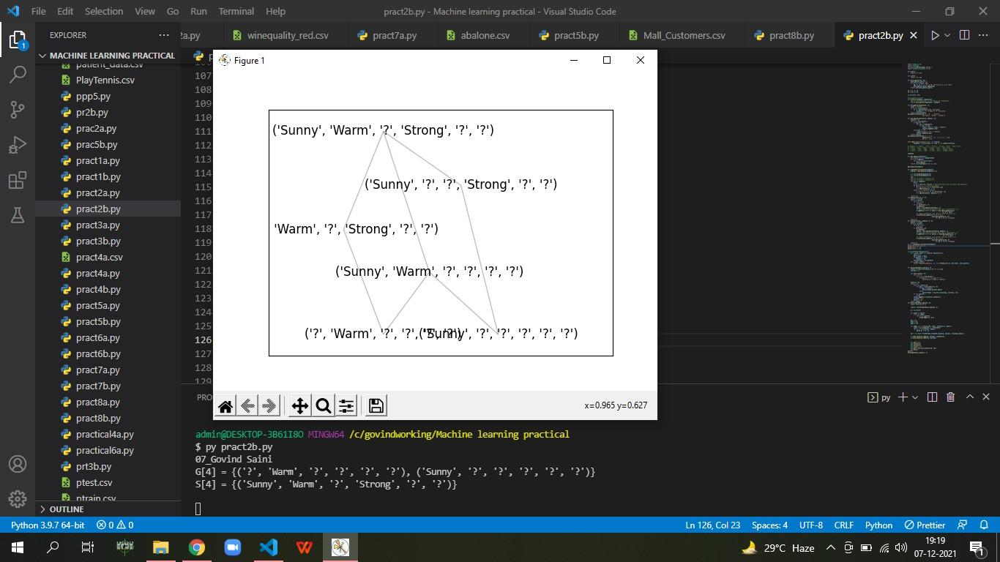 File Edit Selection View Go Run Terminal Help pract2b.py - Machine learning practical - Visual Studio Code
EXPLORER
2a.py winequality_red.csv pract7a.py abalone.csv pract5b.py Mall_Customers.csv pract8b.py pract2b.py
MACHINE LEARNING PRACTICAL
patient_data.csv
PlayTennis.csv
ppp5.py
pr2b.py
prac2a.py
prac5b.py
pract1a.py
pract1b.py
pract2a.py
pract2b.py
pract3a.py
pract3b.py
pract4a.csv
pract4a.py
pract4b.py
pract5a.py
pract5b.py
pract6a.py
pract6b.py
pract7a.py
pract7b.py
pract8a.py
pract8b.py
practical4a.py
practical6a.py
prt3b.py
ptest.csv
ptrain.csv
OUTLINE
106
107
108
109
110
111
112
113
114
115
116
117
118
119
120
121
122
123
124
125
126
127
128
129
Figure 1
('Sunny', 'Warm', '?', 'Strong', '?', '?')
('Sunny', '?', '?', 'Strong', '?', '?')
'Warm', '?', 'Strong', '?', '?')
('Sunny', 'Warm', '?', '?', '?', '?')
('?', 'Warm', '?', '?', '?', '?')
('Sunny', '?', '?', '?', '?', '?')
x=0.965 y=0.627
PRO
py
admin@DESKTOP-3B61I8O MINGW64 /c/govindworking/Machine learning practical
$ py pract2b.py
07_Govind Saini
G[4] = {('?', 'Warm', '?', '?', '?', '?'), ('Sunny', '?', '?', '?', '?', '?')}
S[4] = {('Sunny', 'Warm', '?', 'Strong', '?', '?')}
Python 3.9.7 64-bit 0 0 Ln 126, Col 23 Spaces: 4 UTF-8 CRLF Python Prettier
29°C Haze
19:19
07-12-2021
1